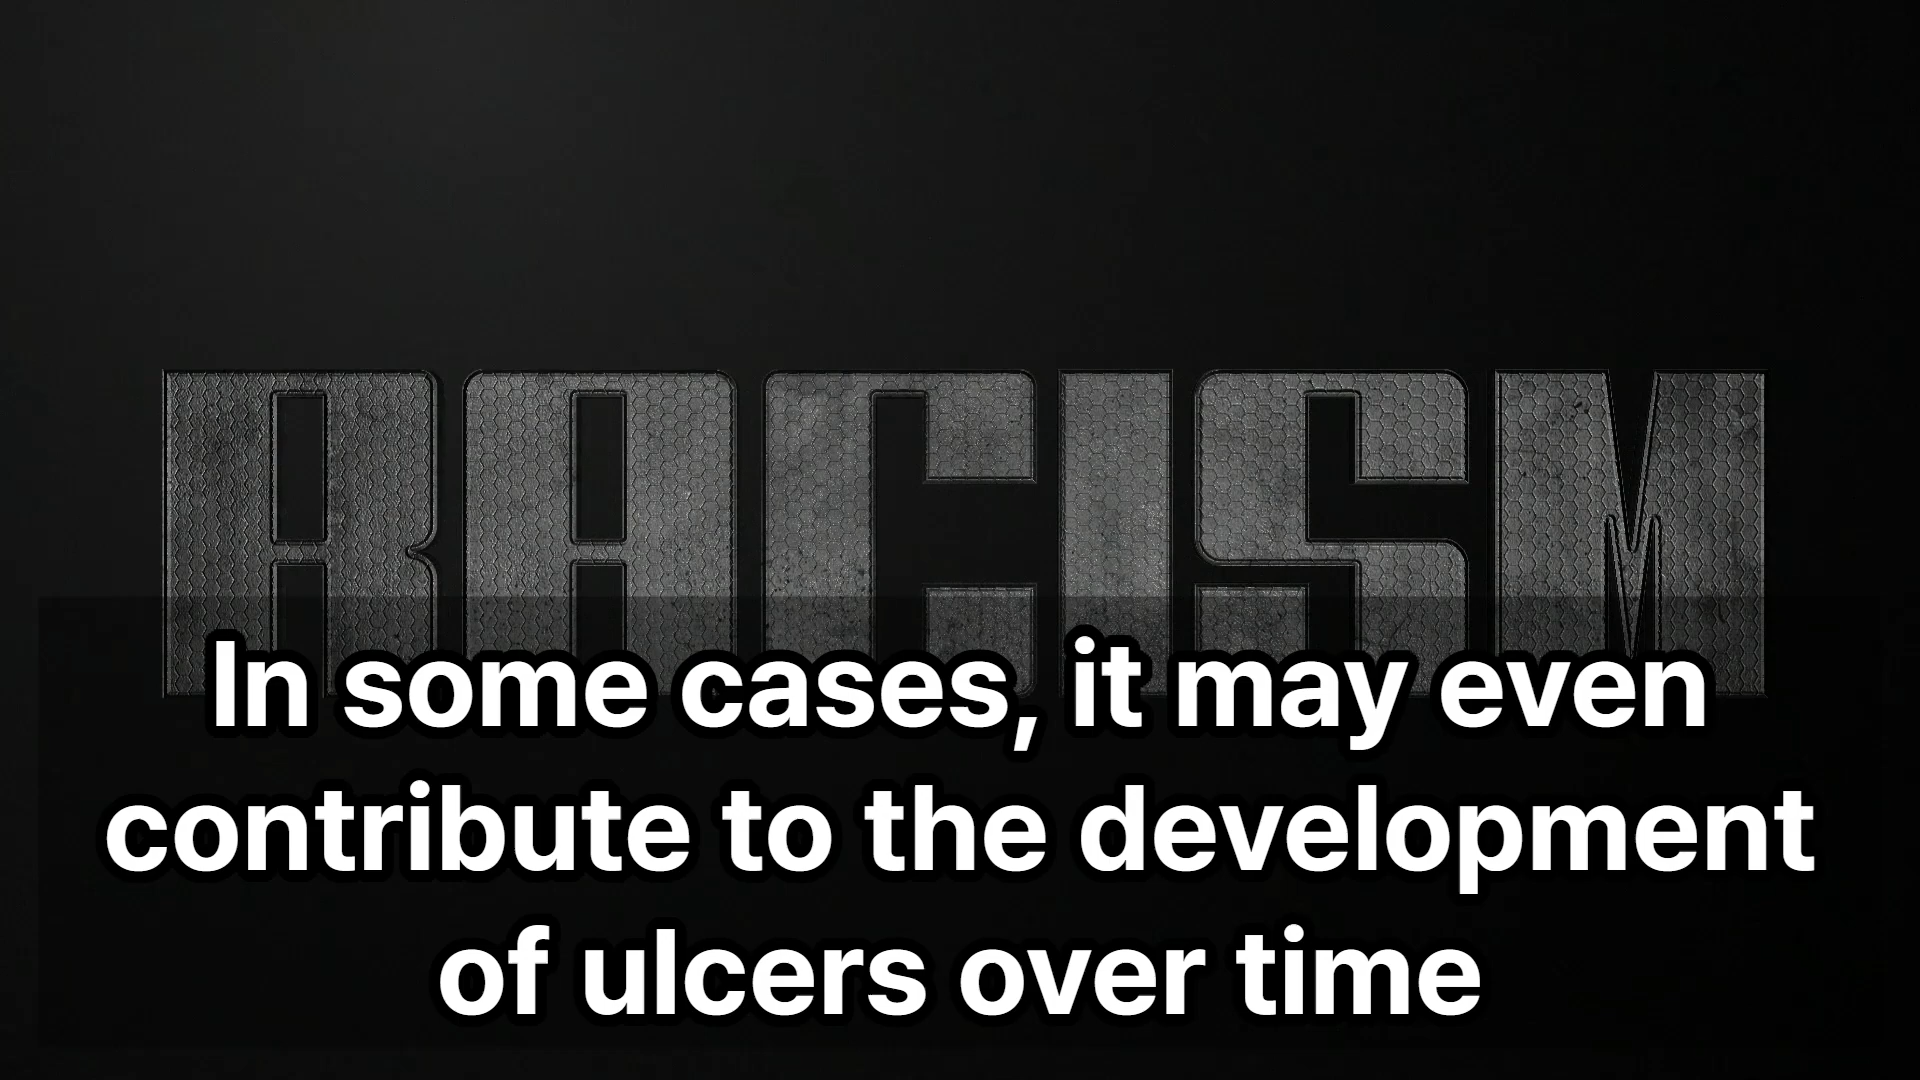 RACISM
In some cases, it may even
contribute to the development
of ulcers over time